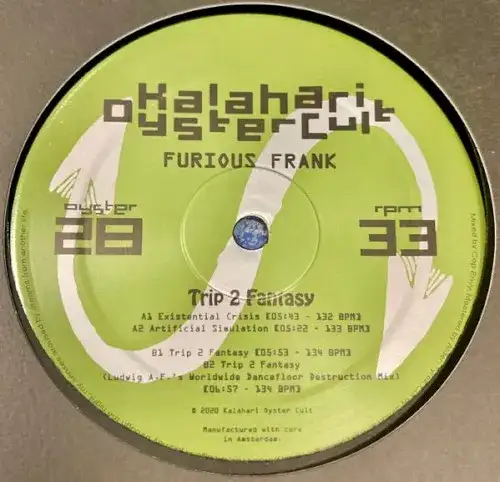 Kalahari
OysterCult
FURIOUS FRANK
oyster
28
rpm
33
Trip 2 Fantasy
A1 Existential Crisis [05:43 - 132 BPM]
A2 Artificial Simulation [05:22 - 133 BPM]
B1 Trip 2 Fantasy [05:53 - 134 BPM]
B2 Trip 2 Fantasy
(Ludwig A.F.'s Worldwide Dancefloor Destruction Mix)
[06:57 - 134 BPM]
© 2020 Kalahari Oyster Cult
Manufactured with care
in Amsterdam.